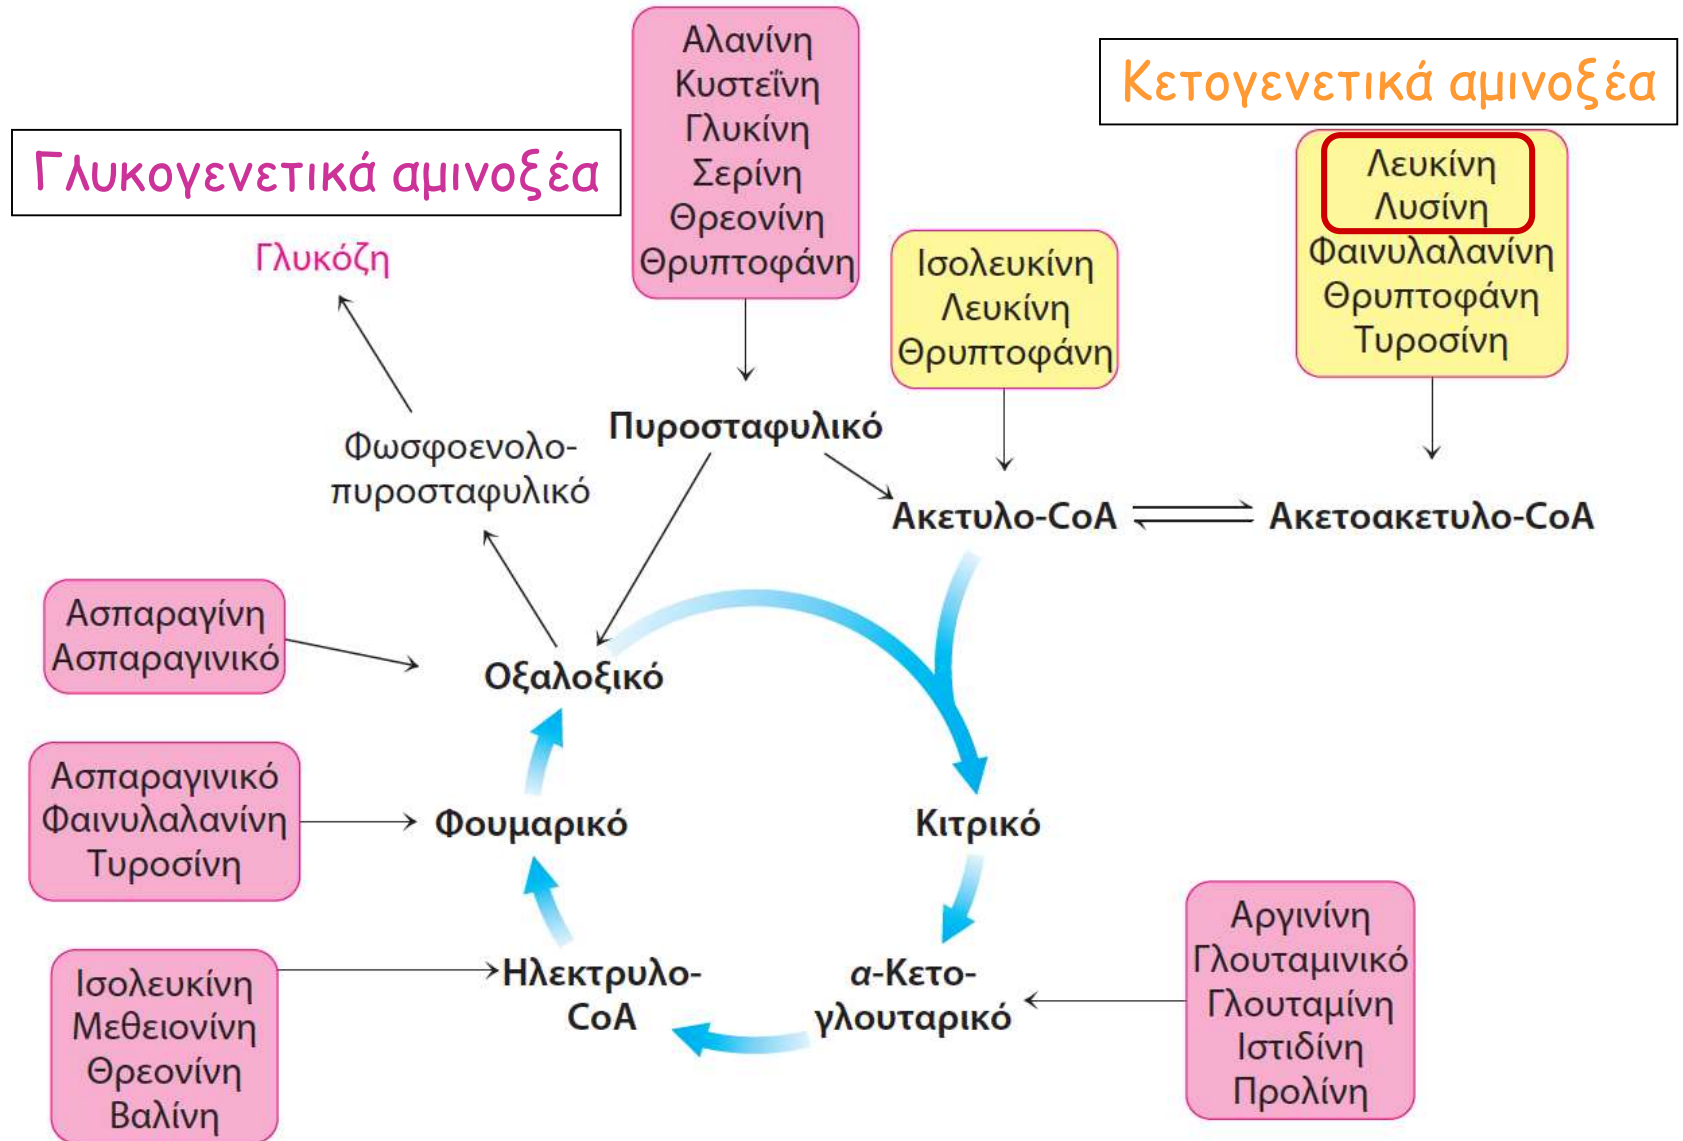 Γλυκογενετικά αμινοξέα
Κετογενετικά αμινοξέα
Αλανίνη
Κυστεΐνη
Γλυκίνη
Σερίνη
Θρεονίνη
Θρυπτοφάνη
Ισολευκίνη
Λευκίνη
Θρυπτοφάνη
Λευκίνη
Λυσίνη
Φαινυλαλανίνη
Θρυπτοφάνη
Τυροσίνη
Γλυκόζη
Φωσφοενολο-
πυροσταφυλικό
Πυροσταφυλικό
Ακετυλο-CoA
Ακετοακετυλο-CoA
Ασπαραγίνη
Ασπαραγινικό
Οξαλοξικό
Ασπαραγινικό
Φαινυλαλανίνη
Τυροσίνη
Φουμαρικό
Κιτρικό
Ισολευκίνη
Μεθειονίνη
Θρεονίνη
Βαλίνη
Ηλεκτρυλο-
CoA
α-Κετο-
γλουταρικό
Αργινίνη
Γλουταμινικό
Γλουταμίνη
Ιστιδίνη
Προλίνη